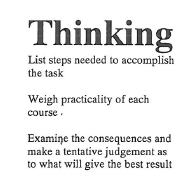 Thinking
List steps needed to accomplish
the task
Weigh practicality of each
course .
Examine the consequences and
make a tentative judgement as
to what will give the best result